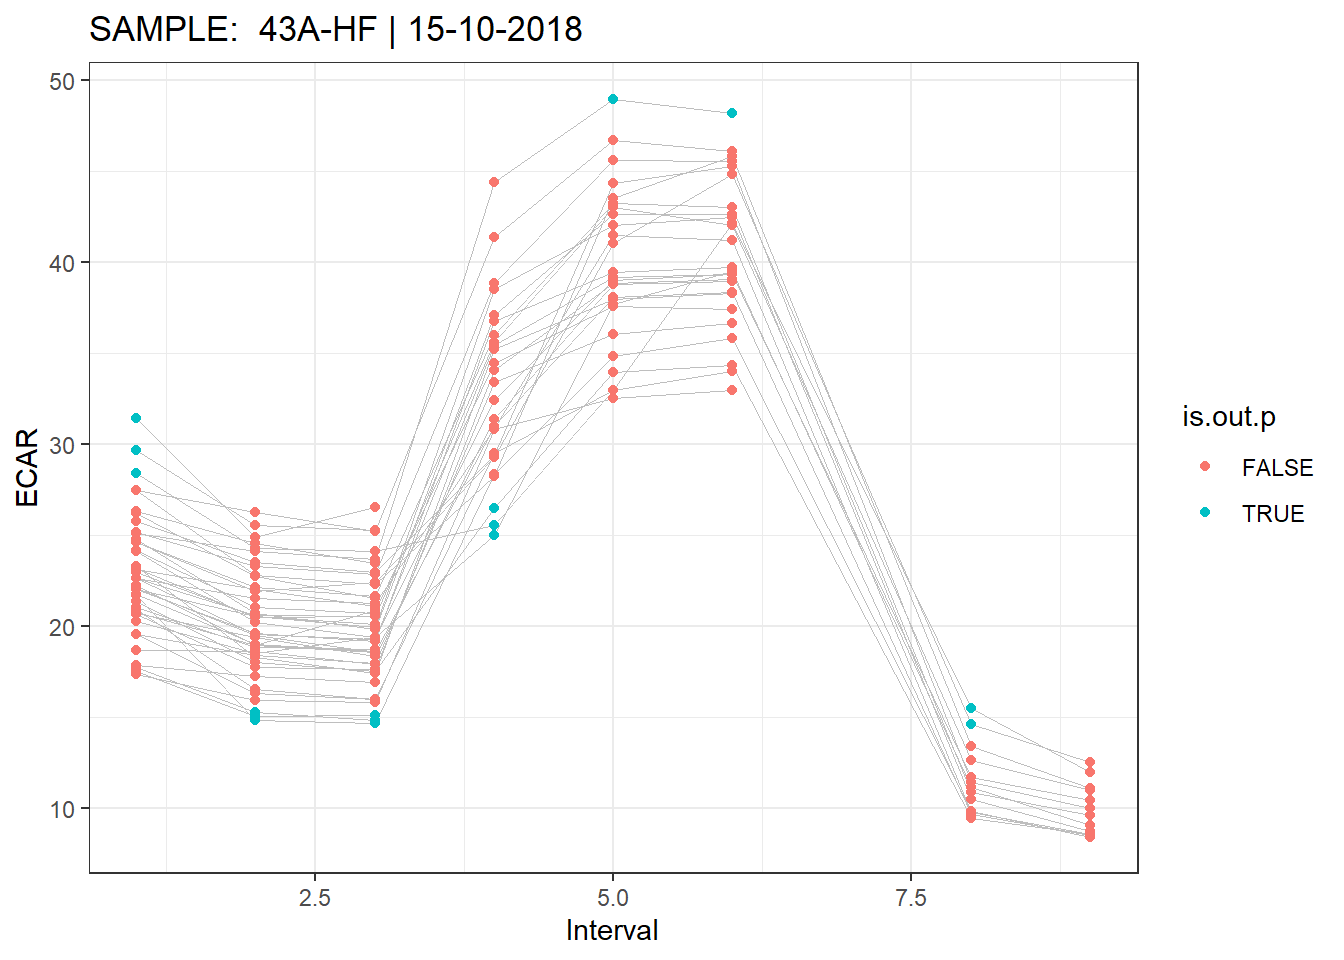 SAMPLE:  43A-HF | 15-10-2018
50
40
30
20
10
ECAR
2.5
5.0
7.5
Interval
is.out.p
FALSE
TRUE